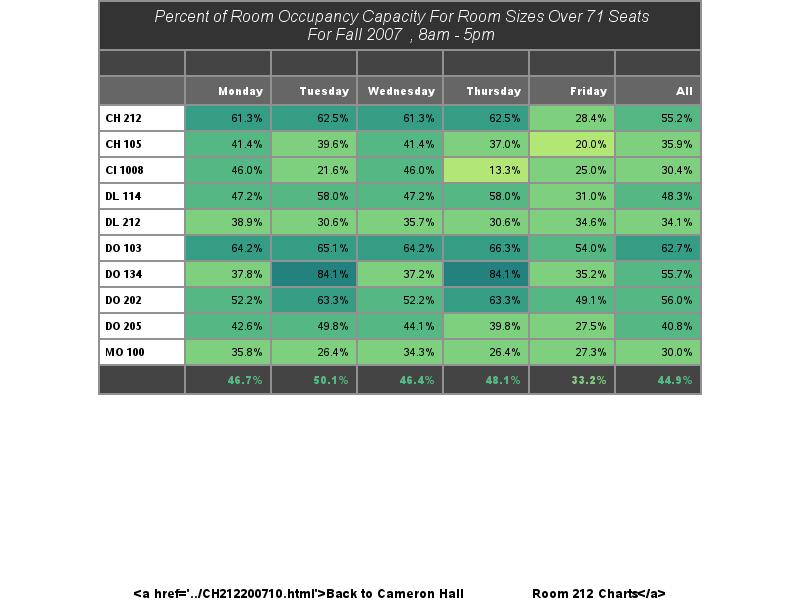 Percent of Room Occupancy Capacity For Room Sizes Over 71 Seats
For Fall 2007 , 8am - 5pm
Monday Tuesday Wednesday Thursday Friday All
CH 212 61.3% 62.5% 61.3% 62.5% 28.4% 55.2%
CH 105 41.4% 39.6% 41.4% 37.0% 20.0% 35.9%
CI 1008 46.0% 21.6% 46.0% 13.3% 25.0% 30.4%
DL 114 47.2% 58.0% 47.2% 58.0% 31.0% 48.3%
DL 212 38.9% 30.6% 35.7% 30.6% 34.6% 34.1%
DO 103 64.2% 65.1% 64.2% 66.3% 54.0% 62.7%
DO 134 37.8% 84.1% 37.2% 84.1% 35.2% 55.7%
DO 202 52.2% 63.3% 52.2% 63.3% 49.1% 56.0%
DO 205 42.6% 49.8% 44.1% 39.8% 27.5% 40.8%
MO 100 35.8% 26.4% 34.3% 26.4% 27.3% 30.0%
46.7% 50.1% 46.4% 48.1% 33.2% 44.9%
<a href='../CH212200710.html'>Back to Cameron Hall Room 212 Charts</a>